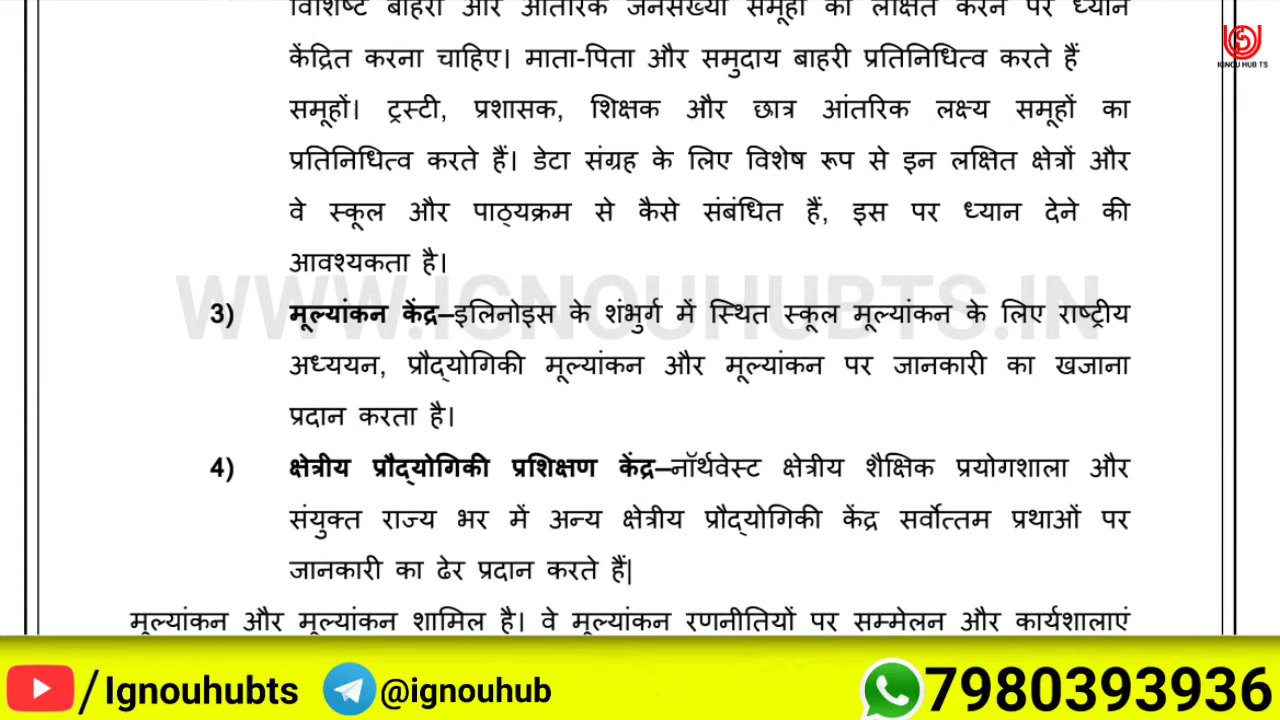 विशिष्ट बाहरी और आंतरिक जनसंख्या समूहों को लक्षित करने पर ध्यान
केंद्रित करना चाहिए। माता-पिता और समुदाय बाहरी प्रतिनिधित्व करते हैं
समूहों। ट्रस्टी, प्रशासक, शिक्षक और छात्र आंतरिक लक्ष्य समूहों का
प्रतिनिधित्व करते हैं। डेटा संग्रह के लिए विशेष रूप से इन लक्षित क्षेत्रों और
वे स्कूल और पाठ्यक्रम से कैसे संबंधित हैं, इस पर ध्यान देने की
आवश्यकता है।
3) मूल्यांकन केंद्र–इलिनोइस के शंभुर्ग में स्थित स्कूल मूल्यांकन के लिए राष्ट्रीय
अध्ययन, प्रौद्योगिकी मूल्यांकन और मूल्यांकन पर जानकारी का खजाना
प्रदान करता है।
4) क्षेत्रीय प्रौद्योगिकी प्रशिक्षण केंद्र–नॉर्थवेस्ट क्षेत्रीय शैक्षिक प्रयोगशाला और
संयुक्त राज्य भर में अन्य क्षेत्रीय प्रौद्योगिकी केंद्र सर्वोत्तम प्रथाओं पर
जानकारी का ढेर प्रदान करते हैं|
मूल्यांकन और मूल्यांकन शामिल है। वे मूल्यांकन रणनीतियों पर सम्मेलन और कार्यशालाएं
WWW.IGNOUHUBTS.IN
IGNOU HUB TS
/Ignouhubts @ignouhub 7980393936